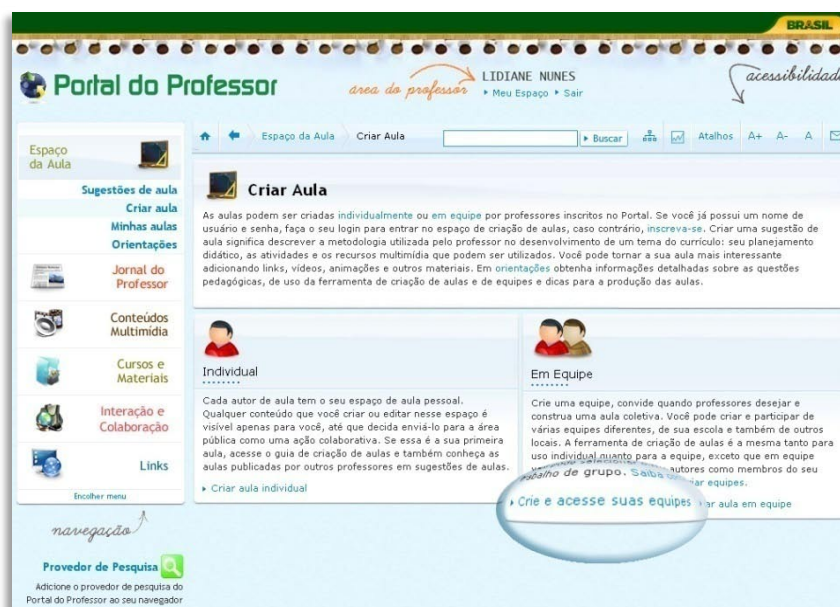 BRASIL
Portal do Professor
area do professor
LIDIANE NUNES
Meu Espaço Sair
acessibilidade
Espaço da Aula
Criar Aula
Buscar
Atalhos A+ A- A
Espaço
da Aula
Sugestões de aula
Criar aula
Minhas aulas
Orientações
Jornal do
Professor
Conteúdos
Multimídia
Cursos e
Materiais
Interação e
Colaboração
Links
Encolher menu
navegação
Provedor de Pesquisa
Adicione o provedor de pesquisa do
Portal do Professor ao seu navegador
Criar Aula
As aulas podem ser criadas individualmente ou em equipe por professores inscritos no Portal. Se você já possui um nome de
usuário e senha, faça o seu login para entrar no espaço de criação de aulas, caso contrário, inscreva-se. Criar uma sugestão de
aula significa descrever a metodologia utilizada pelo professor no desenvolvimento de um tema do currículo: seu planejamento
didático, as atividades e os recursos multimídia que podem ser utilizados. Você pode tornar a sua aula mais interessante
adicionando links, vídeos, animações e outros materiais. Em orientações obtenha informações detalhadas sobre as questões
pedagógicas, de uso da ferramenta de criação de aulas e de equipes e dicas para a produção das aulas.
Individual
Cada autor de aula tem o seu espaço de aula pessoal.
Qualquer conteúdo que você criar ou editar nesse espaço é
visível apenas para você, até que decida enviá-lo para a área
pública como uma ação colaborativa. Se essa é a sua primeira
aula, acesse o guia de criação de aulas e também conheça as
aulas publicadas por outros professores em sugestões de aulas.
Criar aula individual
Em Equipe
Crie uma equipe, convide quando professores desejar e
construa uma aula coletiva. Você pode criar e participar de
várias equipes diferentes, de sua escola e também de outros
locais. A ferramenta de criação de aulas é a mesma tanto para
uso individual quanto para a equipe, exceto que em equipe
autores como membros do seu
trabalho de grupo. Saiba equipes.
Crie e acesse suas equipes
aula em equipe